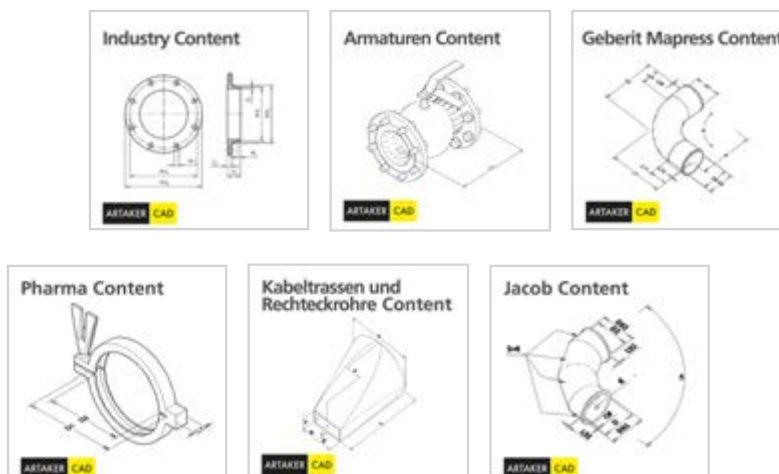 Industry Content
ARTAKER CAD
Armaturen Content
ARTAKER CAD
Geberit Mapress Content
ARTAKER CAD
Pharma Content
ARTAKER CAD
Kabeltrassen und
Rechteckrohre Content
ARTAKER CAD
Jacob Content
ARTAKER CAD